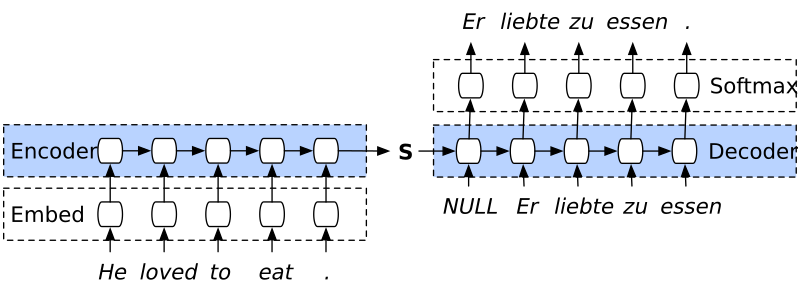 Er liebte zu essen .
Softmax
Encoder
S
Decoder
Embed
NULL Er liebte zu essen
He loved to eat .